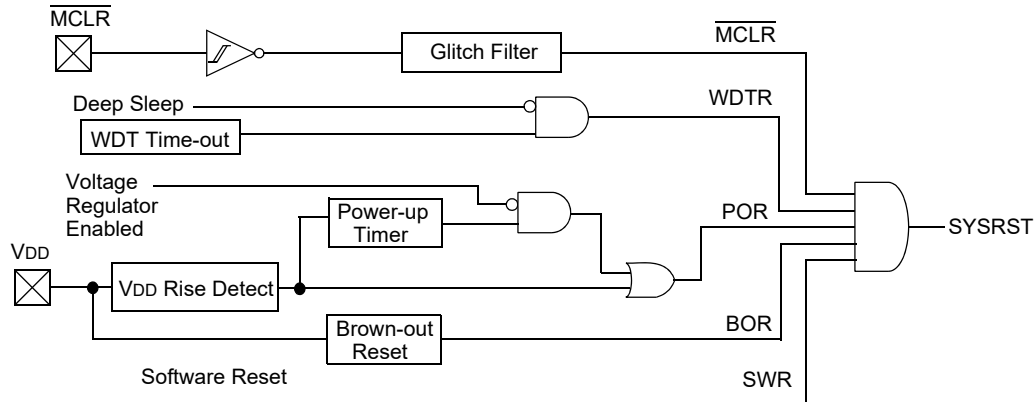 MCLR
MCLR
Glitch Filter
Deep Sleep
WDTR
WDT Time-out
Voltage
Regulator
Enabled
Power-up
Timer
POR
SYSRST
VDD
VDD Rise Detect
Brown-out
Reset
BOR
Software Reset
SWR